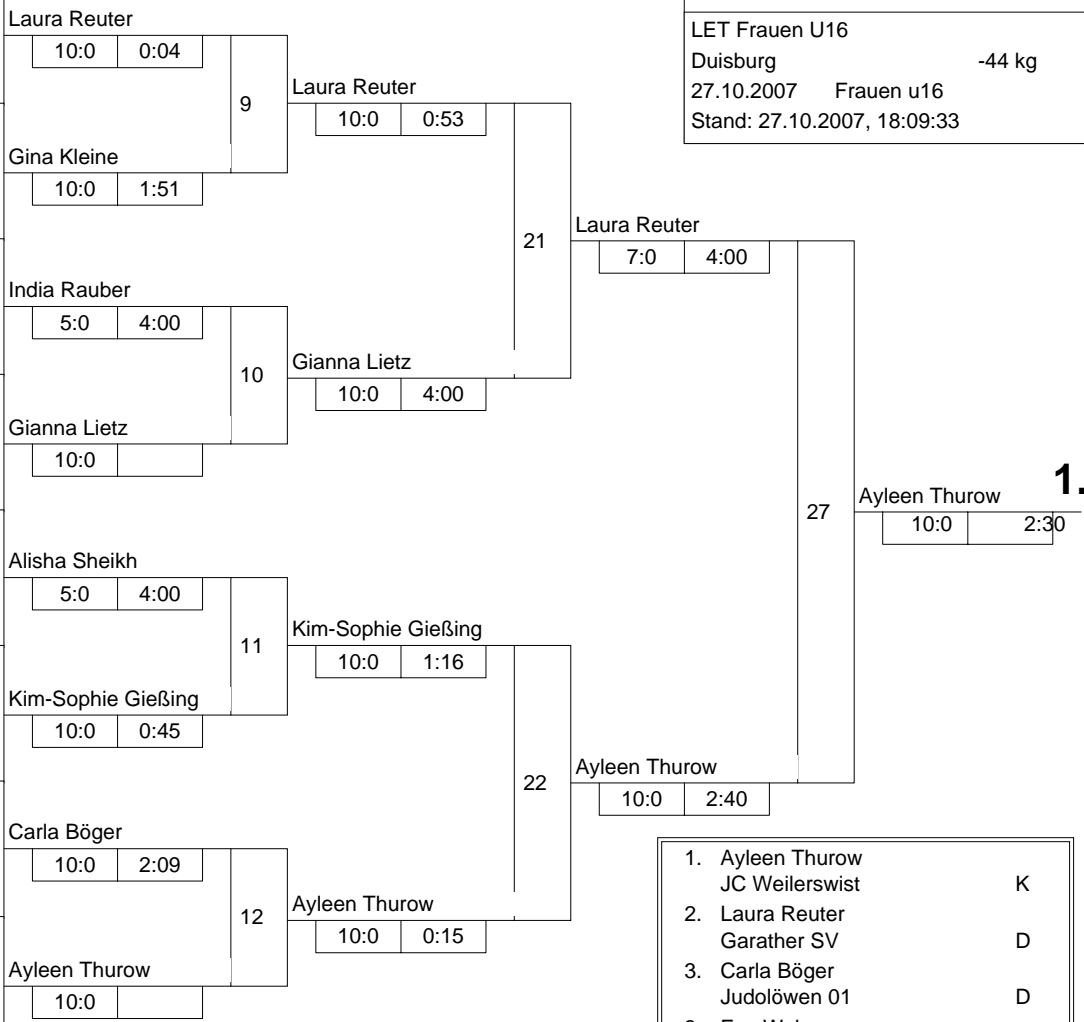 Laura Reuter
10:0 0:04
9
Gina Kleine
10:0 1:51
Laura Reuter
10:0 0:53
India Rauber
5:0 4:00
10
Gianna Lietz
10:0
Gianna Lietz
10:0 4:00
21
Laura Reuter
7:0 4:00
Alisha Sheikh
5:0 4:00
11
Kim-Sophie Gießing
10:0 0:45
Kim-Sophie Gießing
10:0 1:16
Carla Böger
10:0 2:09
12
Ayleen Thurow
10:0
Ayleen Thurow
10:0 0:15
22
Ayleen Thurow
10:0 2:40
27
Ayleen Thurow 1.
10:0 2:30
LET Frauen U16
Duisburg -44 kg
27.10.2007 Frauen u16
Stand: 27.10.2007, 18:09:33
1. Ayleen Thurow
JC Weilerswist K
2. Laura Reuter
Garather SV D
3. Carla Böger
Judolöwen 01 D